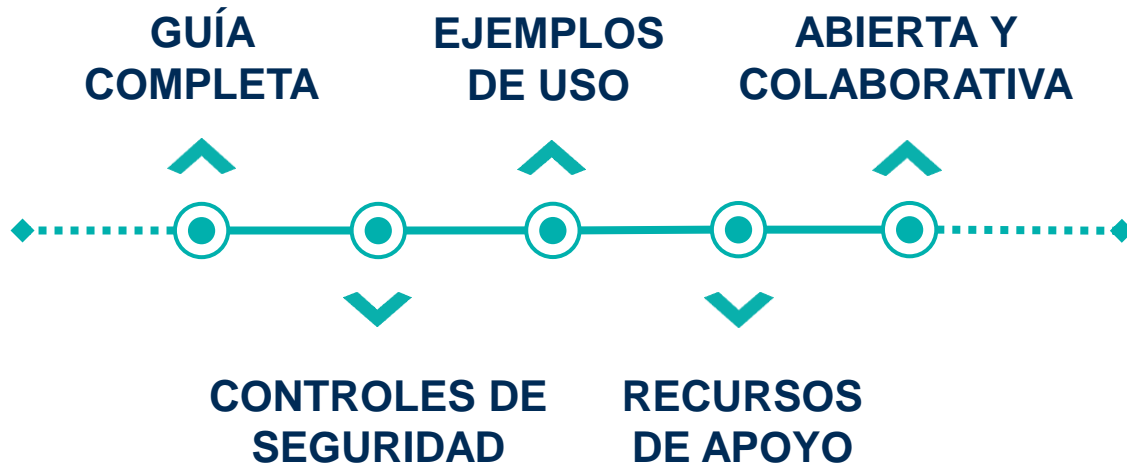 GUÍA
COMPLETA
EJEMPLOS
DE USO
ABIERTA Y
COLABORATIVA
CONTROLES DE
SEGURIDAD
RECURSOS
DE APOYO